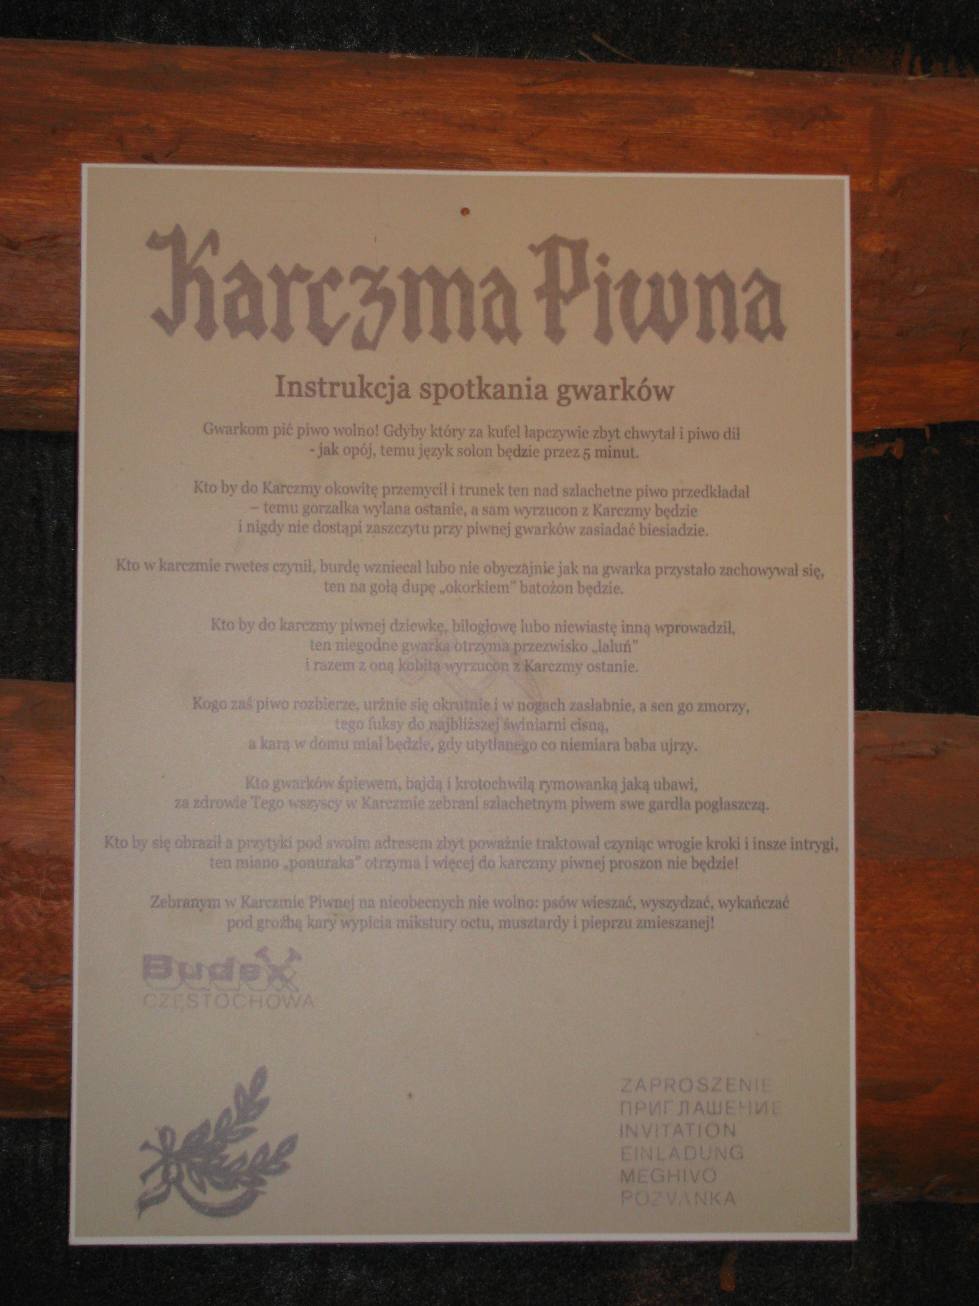 Karczma Piwna
Instrukcja spotkania gwarków
Gwarkom pić piwo wolno! Gdyby który za kufel łapczywie zbyt chwytał i piwo dił
- jak opój, temu język solon będzie przez 5 minut.
Kto by do Karczmy okowitę przemycił i trunek ten nad szlachetne piwo przedkładał
– temu gorzałka wylana ostanie, a sam wyrzucon z Karczmy będzie
i nigdy nie dostąpi zaszczytu przy piwnej gwarków zasiadać biesiadzie.
Kto w karczmie rwetes czynił, burdę wzniecał lubo nie obyczajnie jak na gwarka przystało zachowywał się,
ten na gołą dupę „okorkiem” batożon będzie.
Kto by do karczmy piwnej dziewkę, biłogłowę lubo niewiastę inną wprowadził,
ten niegodne gwarka otrzyma przezwisko „laluń”
i razem z oną kobitą wyrzucon z Karczmy ostanie.
Kogo zaś piwo rozbierze, urżnie się okrutnie i w nogach zasłabnie, a sen go zmorzy,
tego fuksy do najbliższej świniarni cisną,
a karą w domu miał będzie, gdy utytłanego co niemiara baba ujrzy.
Kto gwarków śpiewem, bajdą i krotochwilą rymowanką jaką ubawi,
za zdrowie Tego wszyscy w Karczmie zebrani szlachetnym piwem swe gardła pogłaszczą.
Kto by się obraził a przytyki pod swoim adresem zbyt poważnie traktował czyniąc wrogie kroki i insze intrygi,
ten miano „ponuraka” otrzyma i więcej do karczmy piwnej proszon nie będzie!
Zebranym w Karczmie Piwnej na nieobecnych nie wolno: psów wieszać, wyszydzać, wykańczać
pod groźbą kary wypicia mikstury octu, musztardy i pieprzu zmieszanej!
Budex
CZĘSTOCHOWA
ZAPROSZENIE
ПРИГЛАШЕНИЕ
INVITATION
EINLADUNG
MEGHIVO
POZVANKA